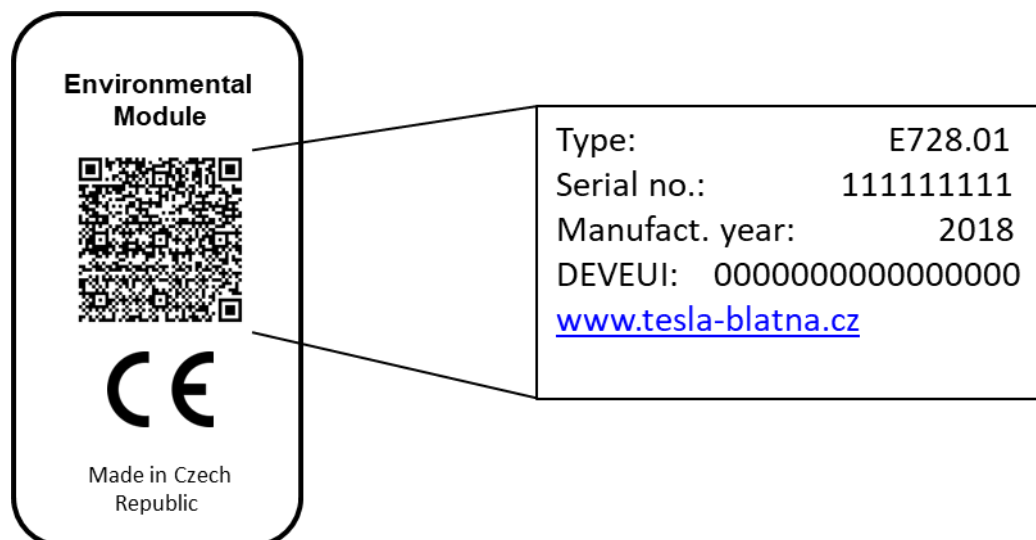 Environmental
Module
CE
Made in Czech
Republic
Type: E728.01
Serial no.: 111111111
Manufact. year: 2018
DEVEUI: 0000000000000000
www.tesla-blatna.cz